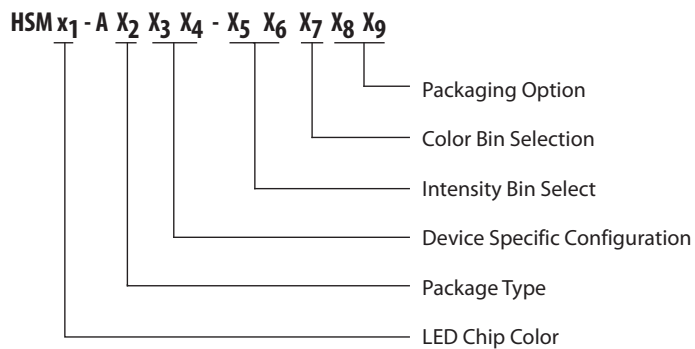 HSM x1 - A X2 X3 X4 - X5 X6 X7 X8 X9
Packaging Option
Color Bin Selection
Intensity Bin Select
Device Specific Configuration
Package Type
LED Chip Color